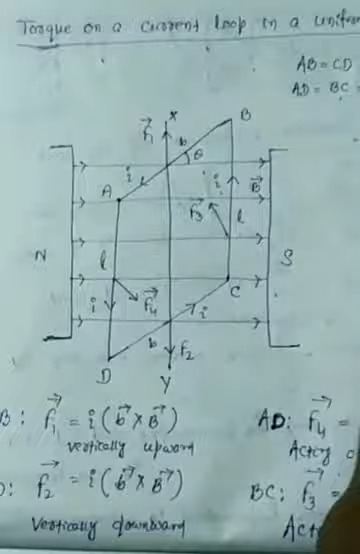 Torque on a current loop in a unifor
AB = CD
AD = BC =
X
B
F₁
b
θ
i
i
B
A
F₃
l
N
l
S
i
F₄
C
i
b
F₂
D
Y
B : F₁ = i (b × B)
vertically upward
AD: F₄ =
Acting o
D: F₂ = i (b × B)
BC: F₃ =
Vertically downward
Act